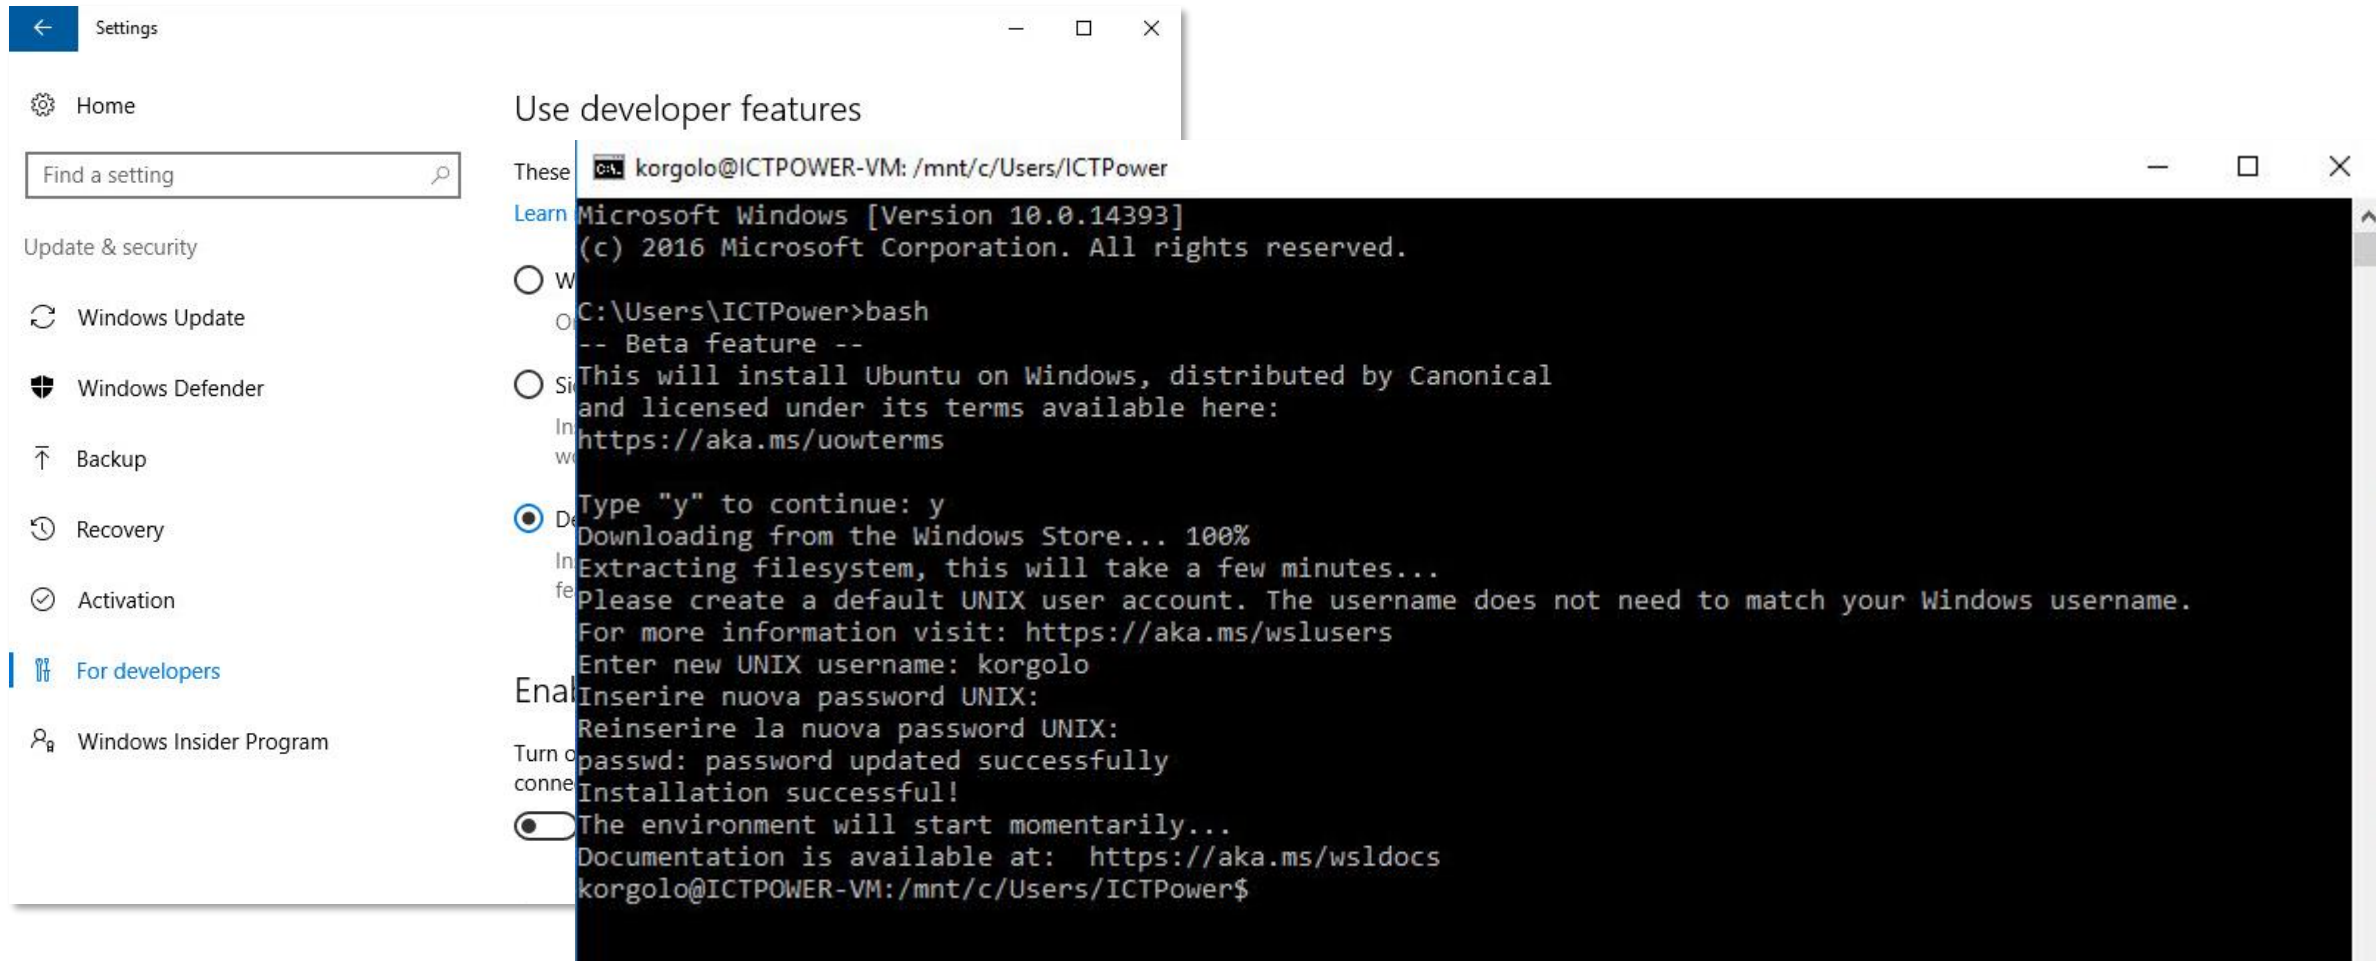 Settings
Home
Find a setting
Update & security
Windows Update
Windows Defender
Backup
Recovery
Activation
For developers
Windows Insider Program
Use developer features
These
Learn
Turn
korgolo@ICTPOWER-VM: /mnt/c/Users/ICTPower
Microsoft Windows [Version 10.0.14393]
(c) 2016 Microsoft Corporation. All rights reserved.
C:\Users\ICTPower>bash
-- Beta feature --
This will install Ubuntu on Windows, distributed by Canonical
and licensed under its terms available here:
https://aka.ms/uowterms
Type "y" to continue: y
Downloading from the Windows Store... 100%
Extracting filesystem, this will take a few minutes...
Please create a default UNIX user account. The username does not need to match your Windows username.
For more information visit: https://aka.ms/wslusers
Enter new UNIX username: korgolo
Inserire nuova password UNIX:
Reinserire la nuova password UNIX:
passwd: password updated successfully
Installation successful!
The environment will start momentarily...
Documentation is available at:  https://aka.ms/wsldocs
korgolo@ICTPOWER-VM:/mnt/c/Users/ICTPower$